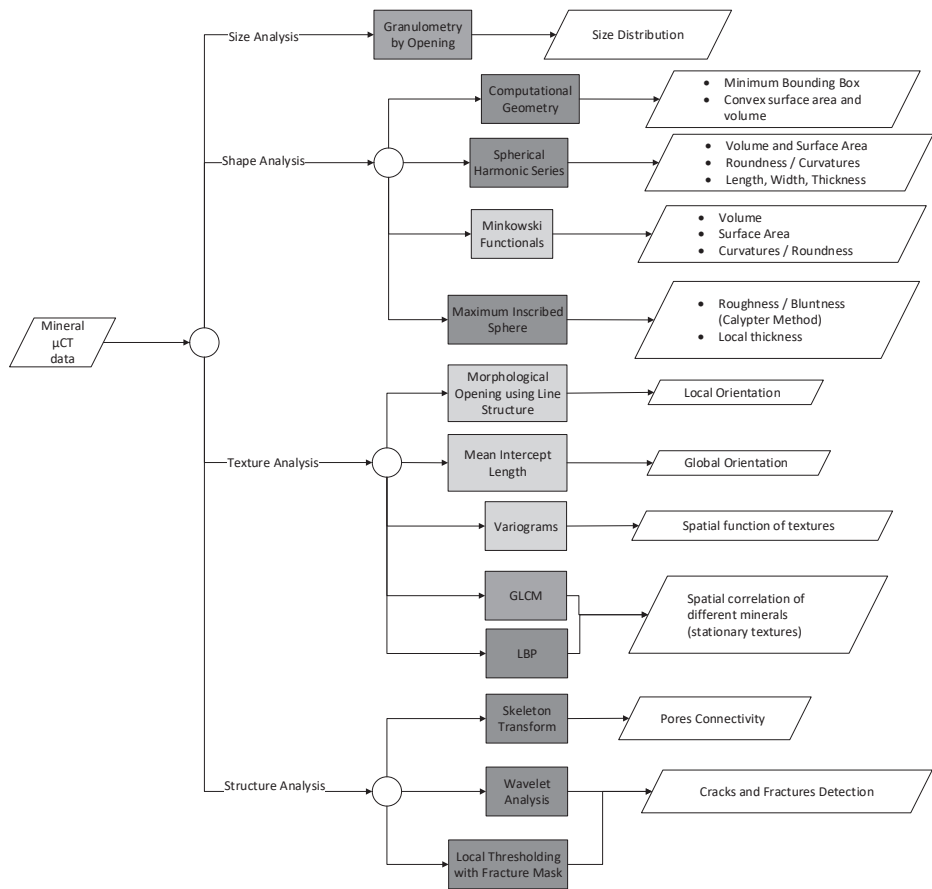 Size Analysis
Granulometry
by Opening
Size Distribution
Computational
Geometry
• Minimum Bounding Box
• Convex surface area and
volume
Shape Analysis
Spherical
Harmonic Series
• Volume and Surface Area
• Roundness / Curvatures
• Length, Width, Thickness
Minkowski
Functionals
• Volume
• Surface Area
• Curvatures / Roundness
Maximum Inscribed
Sphere
• Roughness / Bluntness
(Calypter Method)
• Local thickness
Mineral
μCT
data
Morphological
Opening using Line
Structure
Local Orientation
Texture Analysis
Mean Intercept
Length
Global Orientation
Variograms
Spatial function of textures
GLCM
LBP
Spatial correlation of
different minerals
(stationary textures)
Skeleton
Transform
Pores Connectivity
Structure Analysis
Wavelet
Analysis
Cracks and Fractures Detection
Local Thresholding
with Fracture Mask